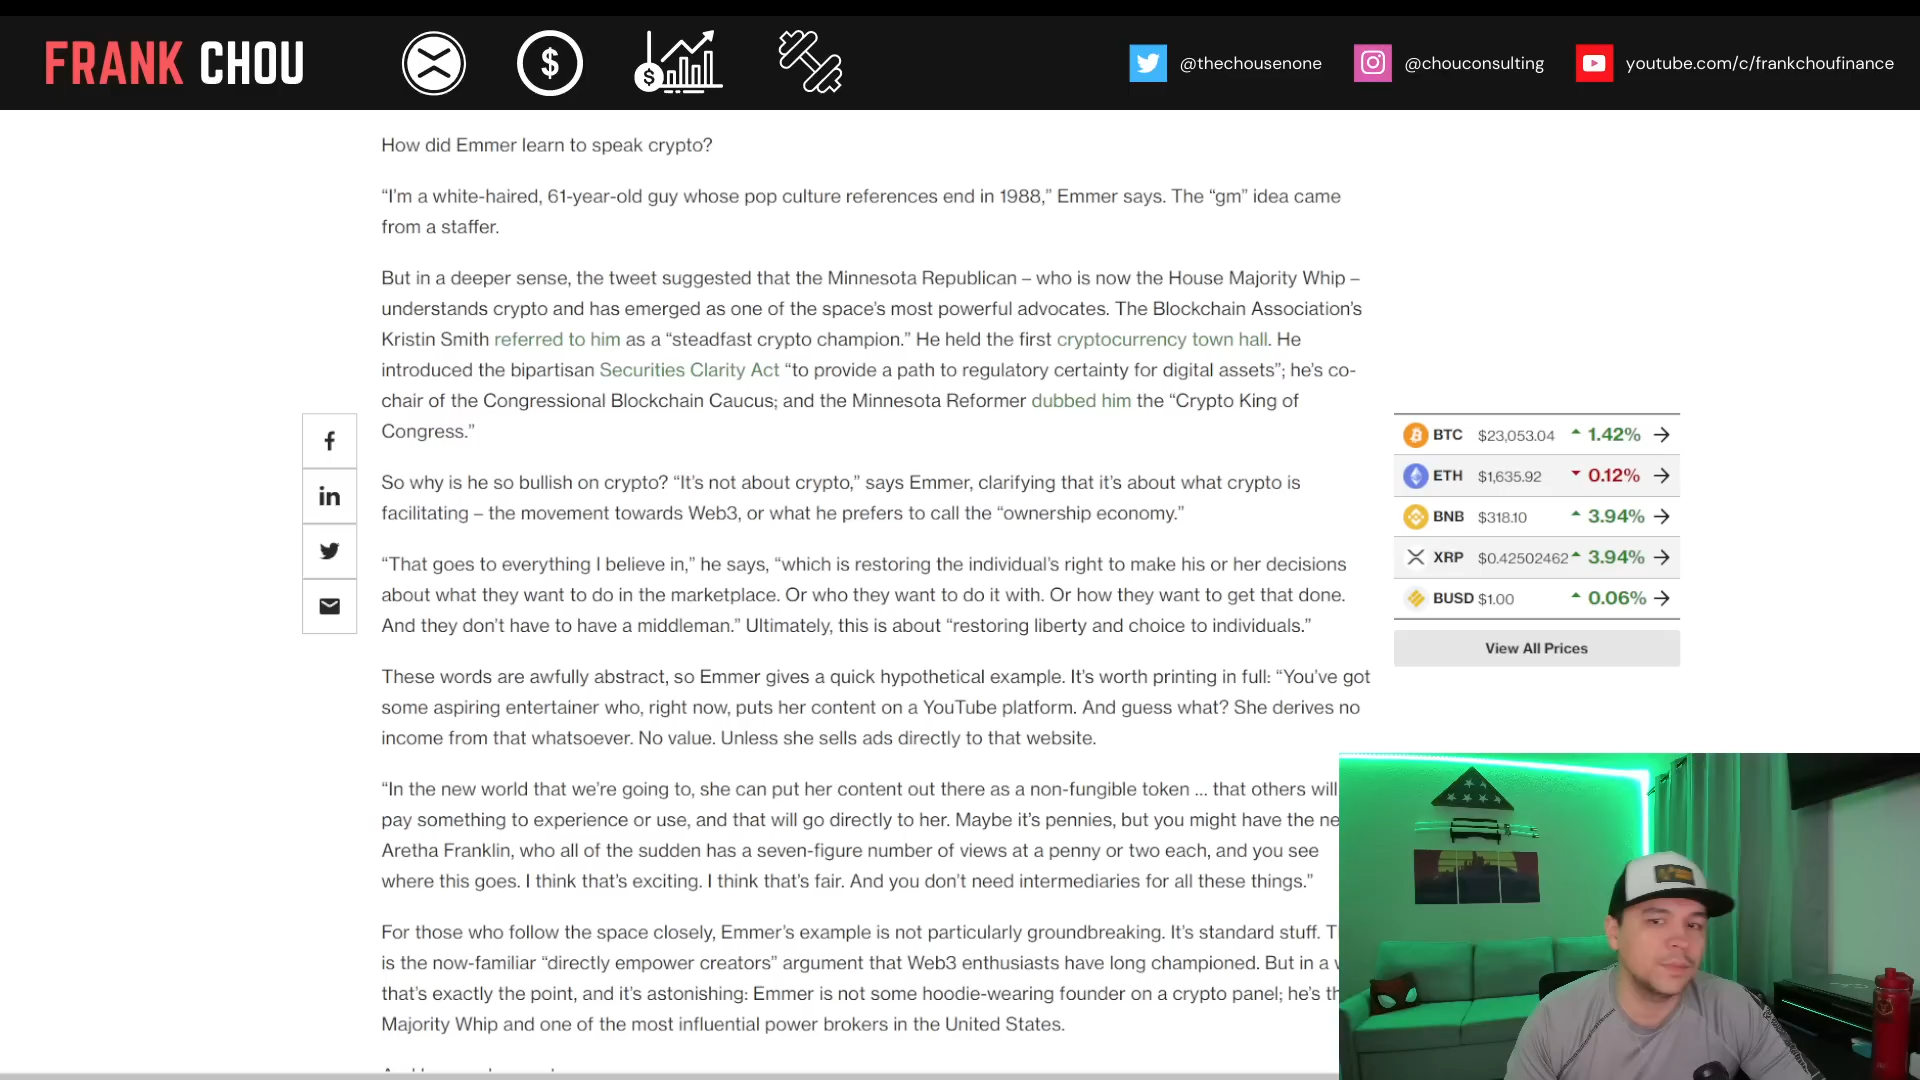 FRANK CHOU
@thechousenone
@chouconsulting
youtube.com/c/frankchoufinance
How did Emmer learn to speak crypto?
“I’m a white-haired, 61-year-old guy whose pop culture references end in 1988,” Emmer says. The “gm” idea came
from a staffer.
But in a deeper sense, the tweet suggested that the Minnesota Republican – who is now the House Majority Whip –
understands crypto and has emerged as one of the space’s most powerful advocates. The Blockchain Association’s
Kristin Smith referred to him as a “steadfast crypto champion.” He held the first cryptocurrency town hall. He
introduced the bipartisan Securities Clarity Act “to provide a path to regulatory certainty for digital assets”; he’s co-
chair of the Congressional Blockchain Caucus; and the Minnesota Reformer dubbed him the “Crypto King of
Congress.”
So why is he so bullish on crypto? “It’s not about crypto,” says Emmer, clarifying that it’s about what crypto is
facilitating – the movement towards Web3, or what he prefers to call the “ownership economy.”
“That goes to everything I believe in,” he says, “which is restoring the individual’s right to make his or her decisions
about what they want to do in the marketplace. Or who they want to do it with. Or how they want to get that done.
And they don’t have to have a middleman.” Ultimately, this is about “restoring liberty and choice to individuals.”
These words are awfully abstract, so Emmer gives a quick hypothetical example. It’s worth printing in full: “You’ve got
some aspiring entertainer who, right now, puts her content on a YouTube platform. And guess what? She derives no
income from that whatsoever. No value. Unless she sells ads directly to that website.
“In the new world that we’re going to, she can put her content out there as a non-fungible token ... that others will
pay something to experience or use, and that will go directly to her. Maybe it’s pennies, but you might have the ne
Aretha Franklin, who all of the sudden has a seven-figure number of views at a penny or two each, and you see
where this goes. I think that’s exciting. I think that’s fair. And you don’t need intermediaries for all these things.”
For those who follow the space closely, Emmer’s example is not particularly groundbreaking. It’s standard stuff. T
is the now-familiar “directly empower creators” argument that Web3 enthusiasts have long championed. But in a
that’s exactly the point, and it’s astonishing: Emmer is not some hoodie-wearing founder on a crypto panel; he’s th
Majority Whip and one of the most influential power brokers in the United States.
BTC $23,053.04 1.42%
ETH $1,635.92 0.12%
BNB $318.10 3.94%
XRP $0.42502462 3.94%
BUSD $1.00 0.06%
View All Prices